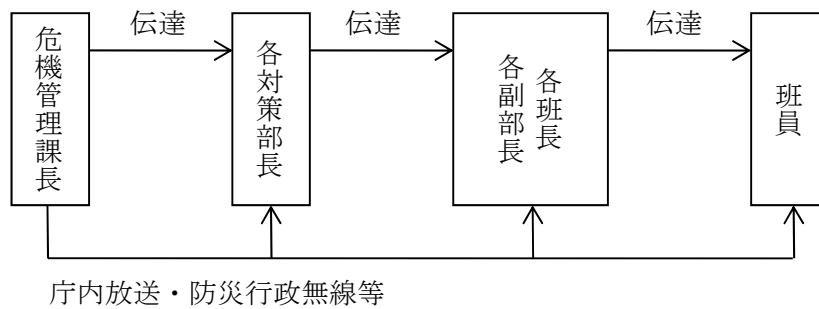 伝達
伝達
伝達
危機管理課長
各対策部長
各班長
各副部長
班員
庁内放送・防災行政無線等